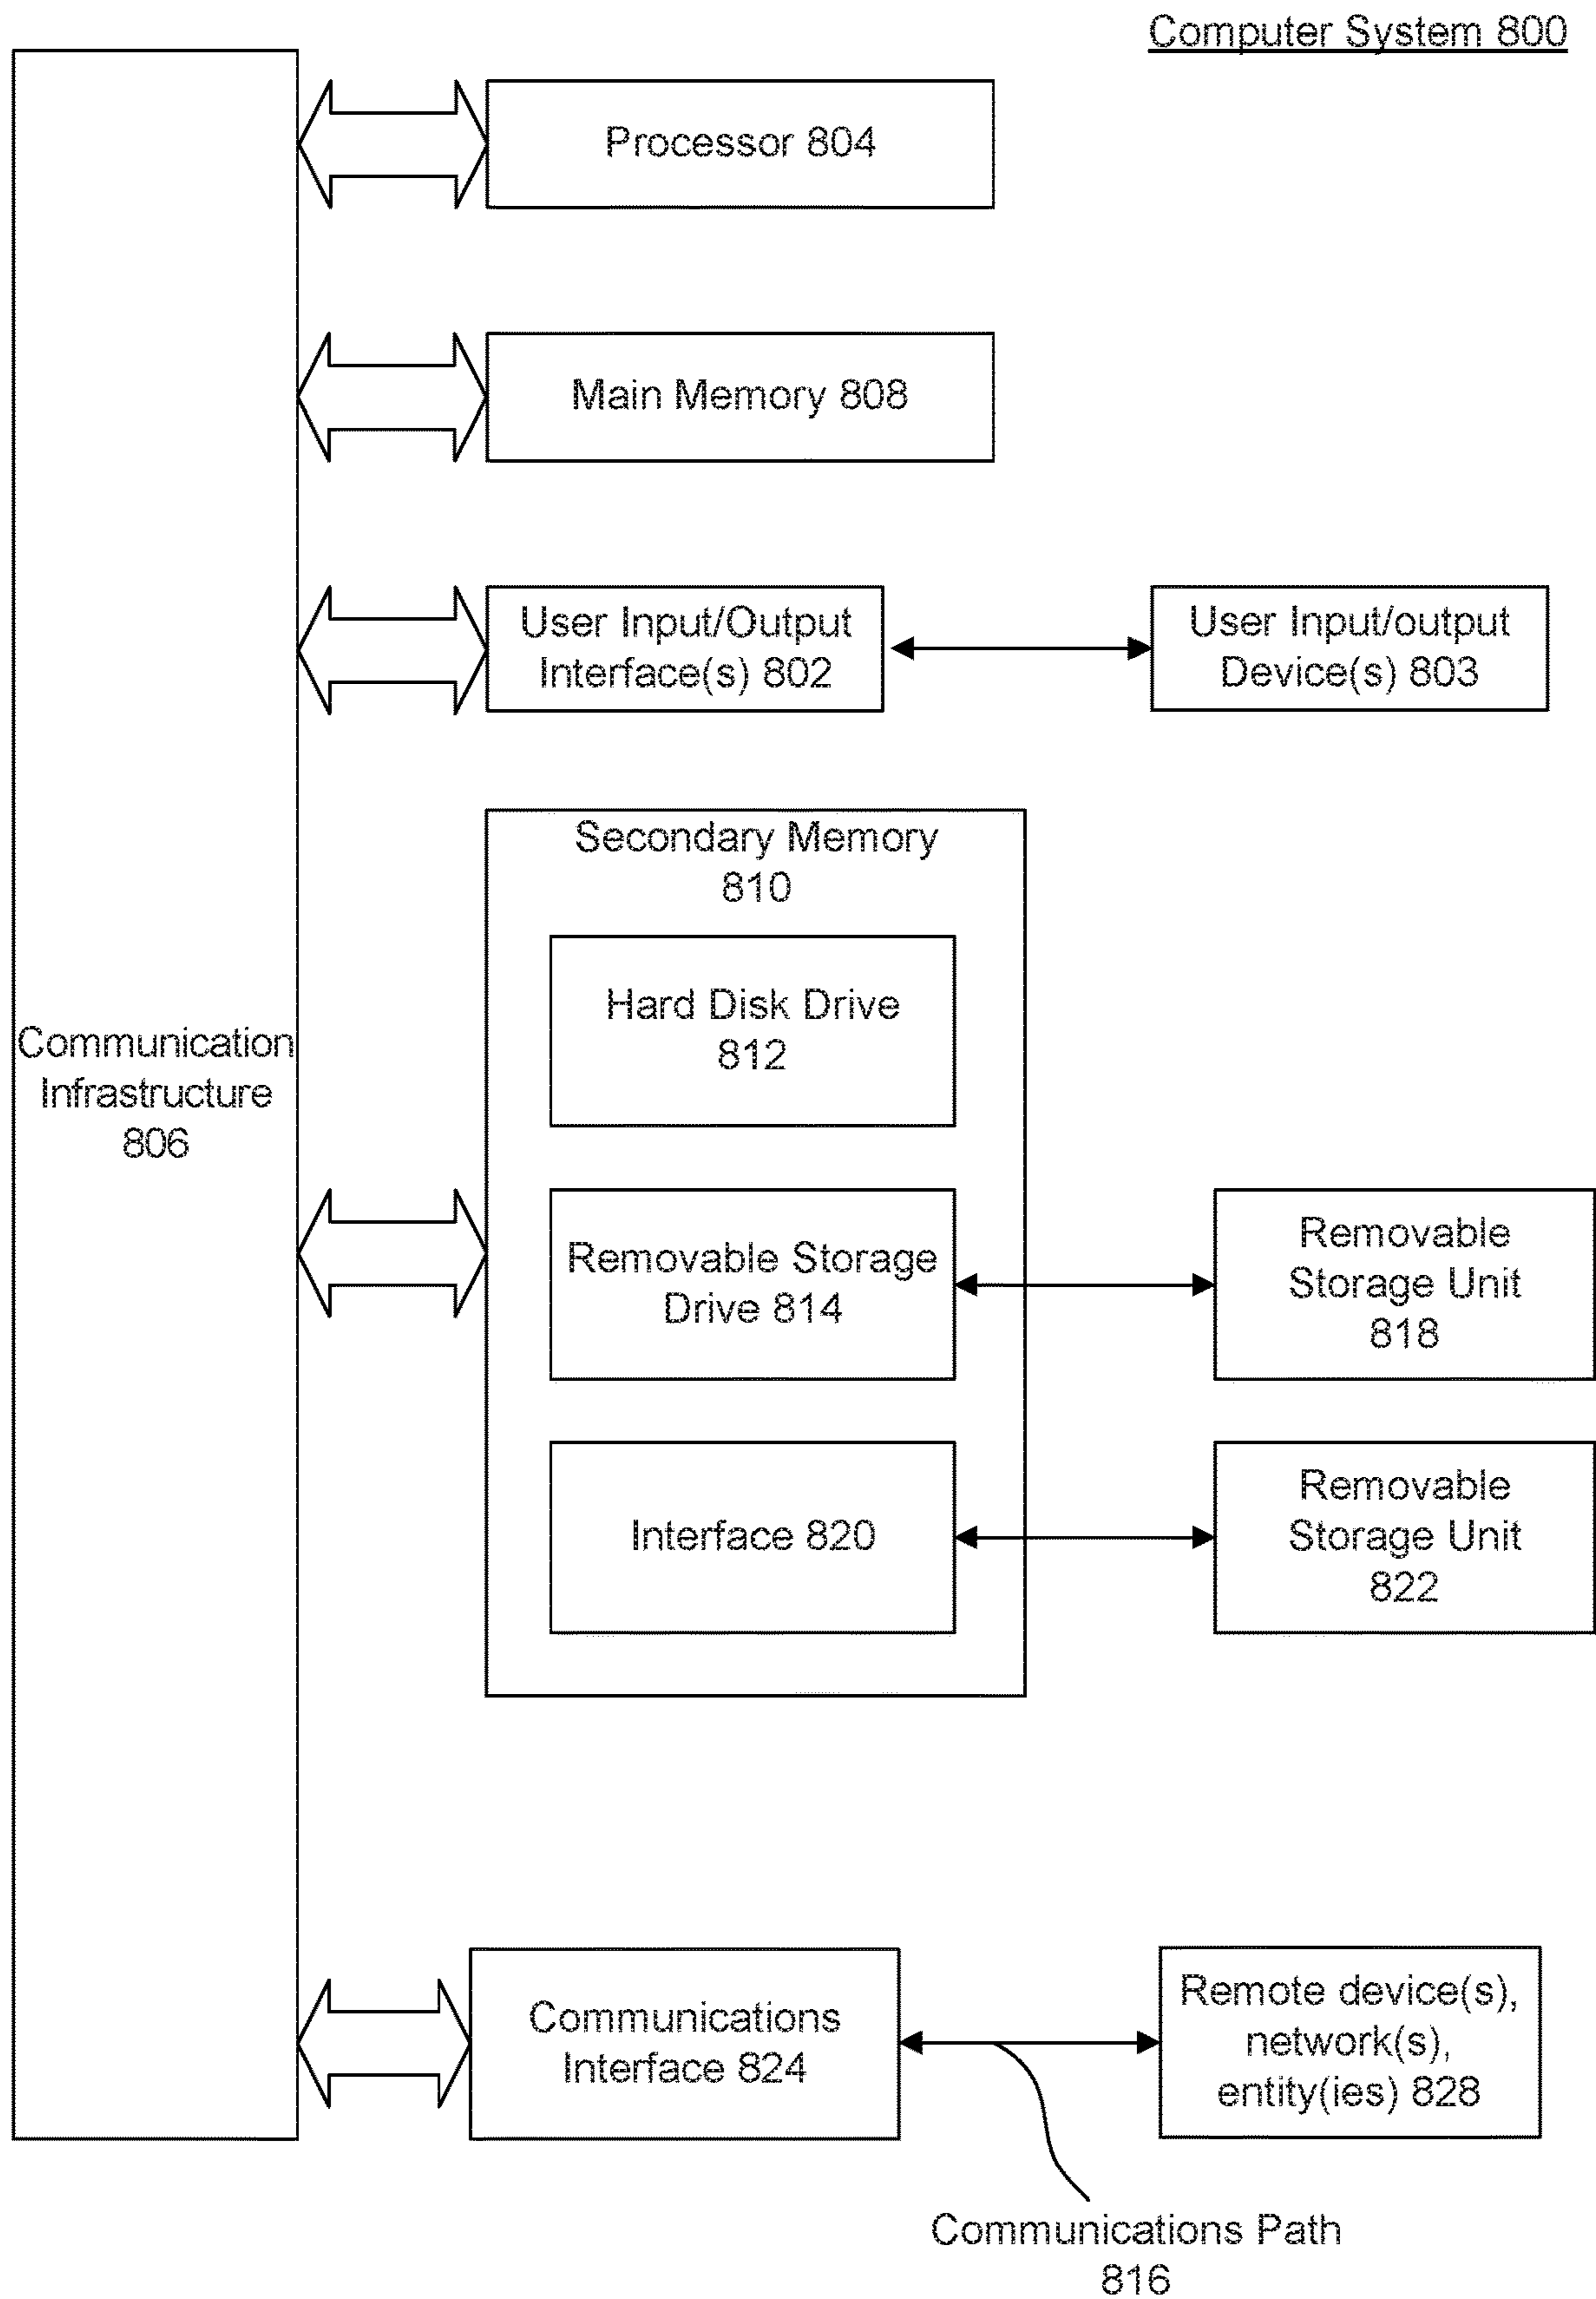 Computer System 800
Processor 804
Main Memory 808
User Input/Output
Interface(s) 802
User Input/output
Device(s) 803
Secondary Memory
810
Hard Disk Drive
812
Communication
Infrastructure
806
Removable Storage
Drive 814
Removable
Storage Unit
818
Interface 820
Removable
Storage Unit
822
Communications
Interface 824
Remote device(s),
network(s),
entity(ies) 828
Communications Path
816